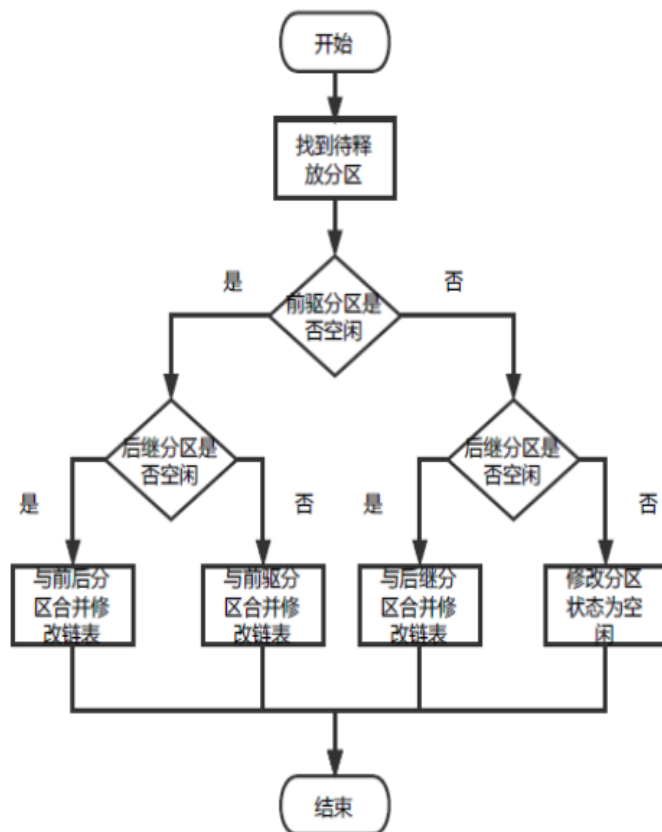 开始
找到待释
放分区
是
否
前驱分区是
否空闲
后继分区是
否空闲
后继分区是
否空闲
是
否
是
否
与前后分
区合并修
改链表
与前驱分
区合并修
改链表
与后继分
区合并修
改链表
修改分区
状态为空
闲
结束